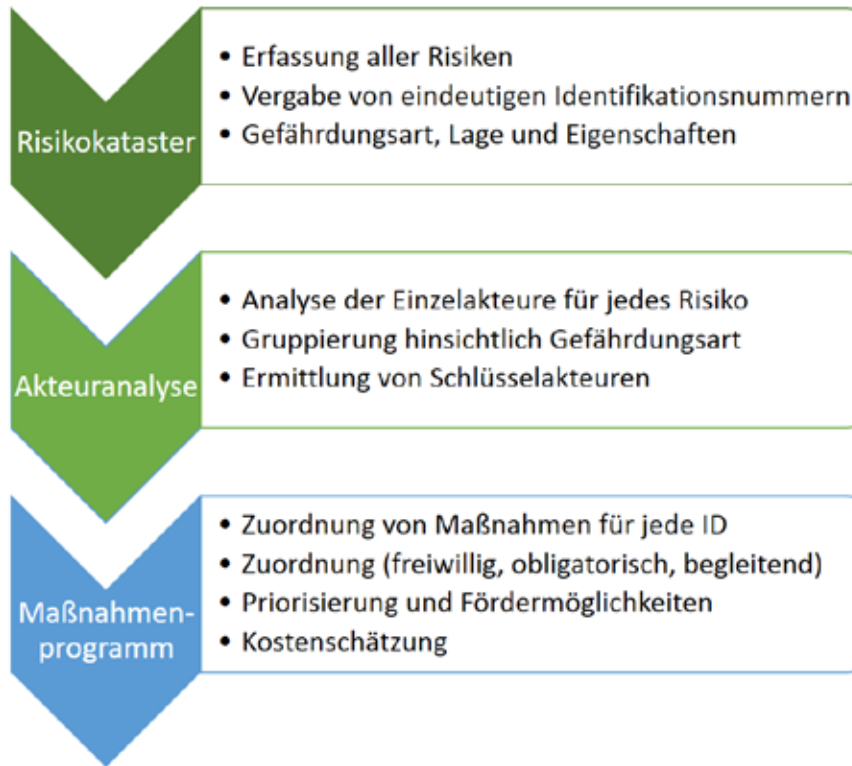 Risikokataster
• Erfassung aller Risiken
• Vergabe von eindeutigen Identifikationsnummern
• Gefährdungsart, Lage und Eigenschaften
Akteuranalyse
• Analyse der Einzelakteure für jedes Risiko
• Gruppierung hinsichtlich Gefährdungsart
• Ermittlung von Schlüsselakteuren
Maßnahmen-
programm
• Zuordnung von Maßnahmen für jede ID
• Zuordnung (freiwillig, obligatorisch, begleitend)
• Priorisierung und Fördermöglichkeiten
• Kostenschätzung